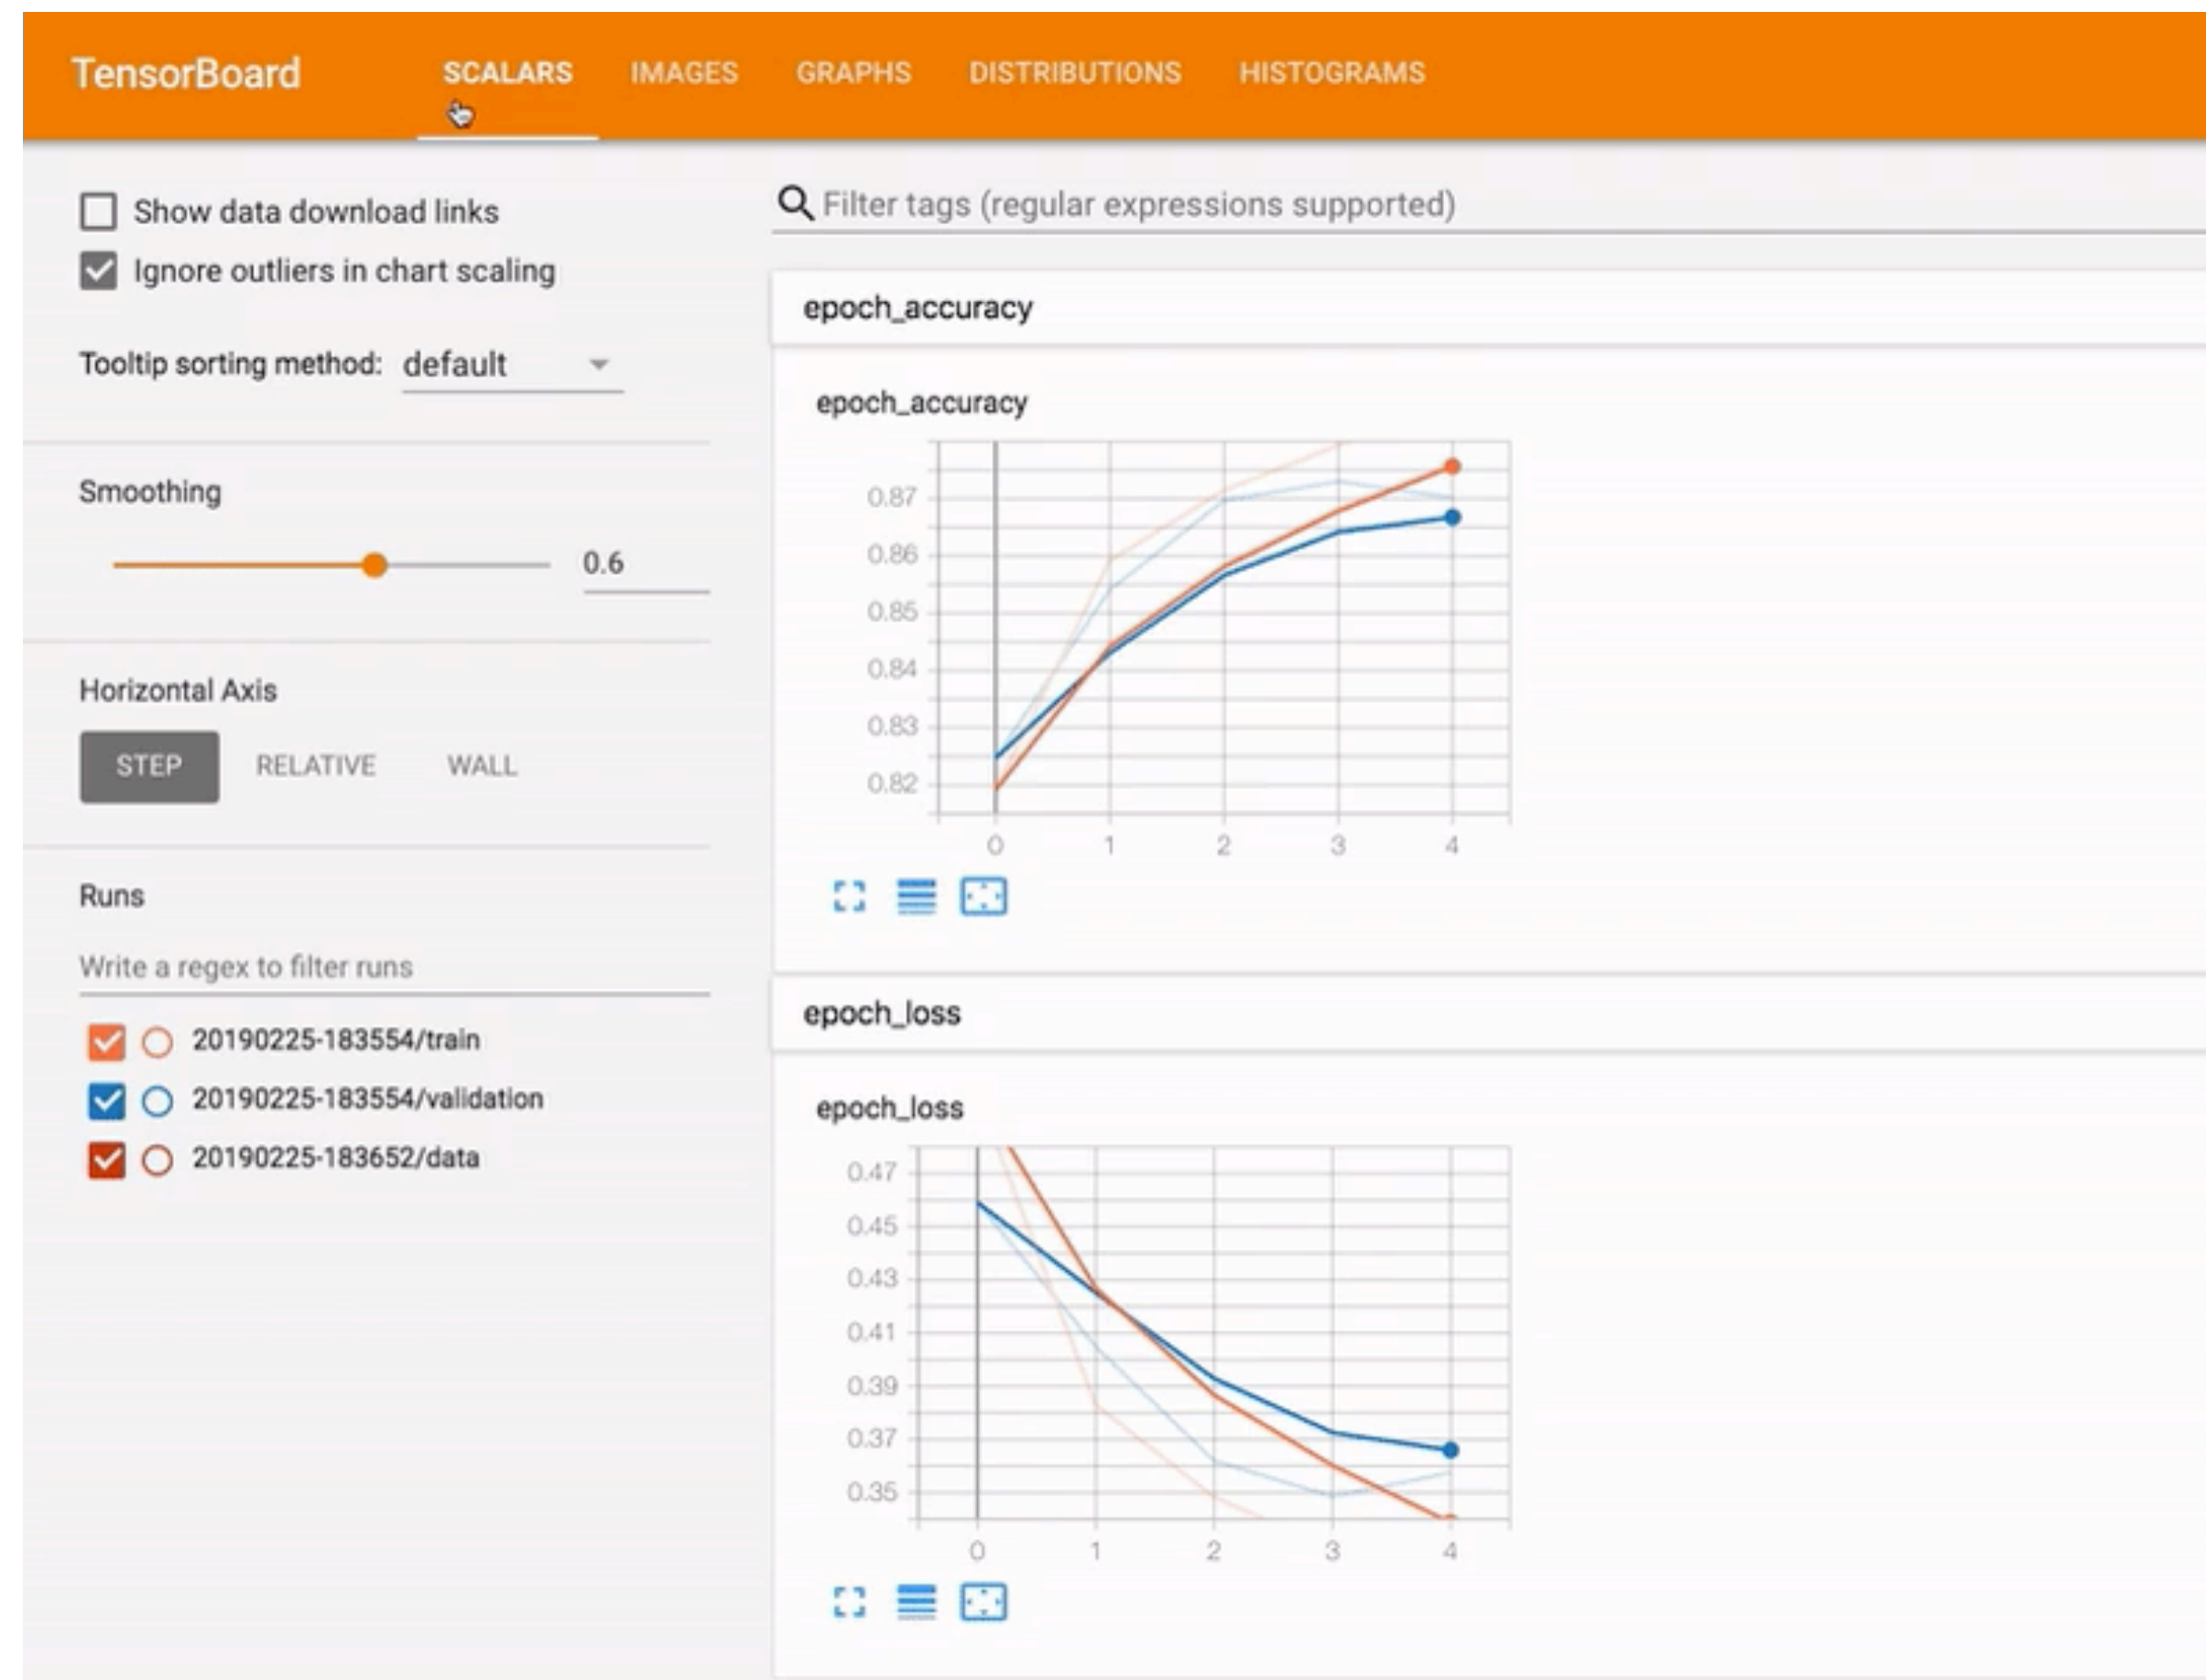 TensorBoard SCALARS IMAGES GRAPHS DISTRIBUTIONS HISTOGRAMS
Show data download links
Ignore outliers in chart scaling
Tooltip sorting method: default
Smoothing
0.6
Horizontal Axis
STEP RELATIVE WALL
Runs
Write a regex to filter runs
20190225-183554/train
20190225-183554/validation
20190225-183652/data
Filter tags (regular expressions supported)
epoch_accuracy
epoch_accuracy
0.87
0.86
0.85
0.84
0.83
0.82
0 1 2 3 4
epoch_loss
epoch_loss
0.47
0.45
0.43
0.41
0.39
0.37
0.35
0 1 2 3 4